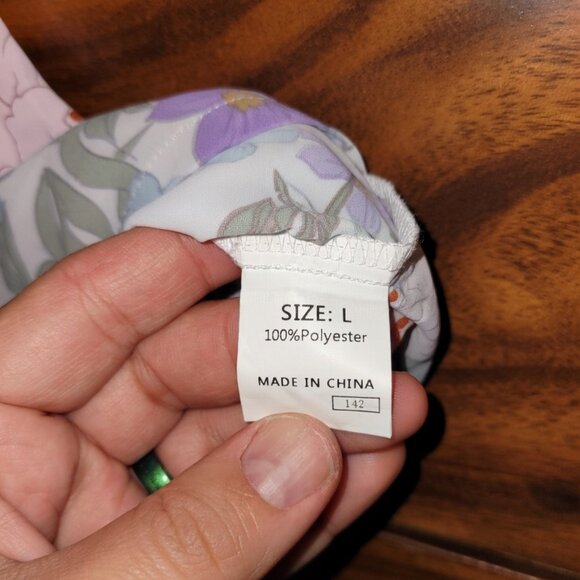 SIZE: L
100%Polyester
MADE IN CHINA
142